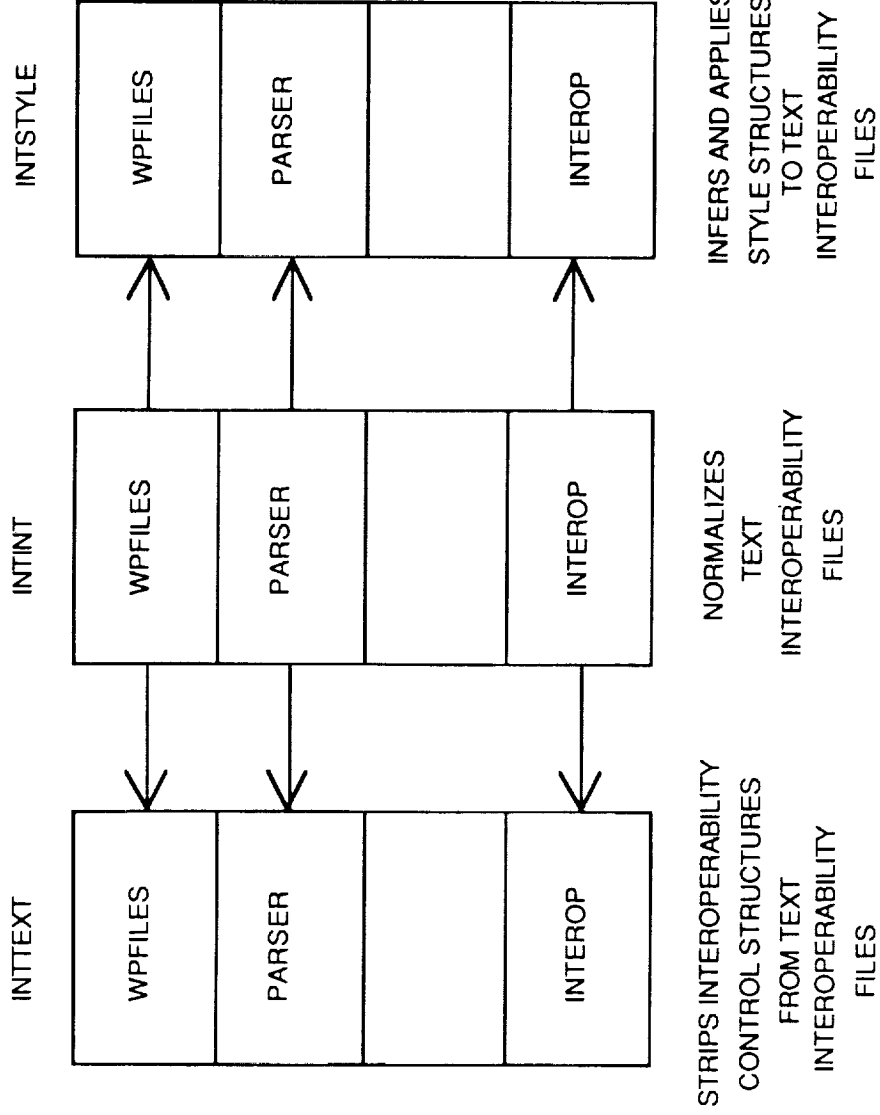 INTTEXT
WPFILES
PARSER
INTEROP
STRIPS INTEROPERABILITY
CONTROL STRUCTURES
FROM TEXT
INTEROPERABILITY
FILES
INTINT
WPFILES
PARSER
INTEROP
NORMALIZES
TEXT
INTEROPERABILITY
FILES
INTSTYLE
WPFILES
PARSER
INTEROP
INFERS AND APPLIES
STYLE STRUCTURES
TO TEXT
INTEROPERABILITY
FILES